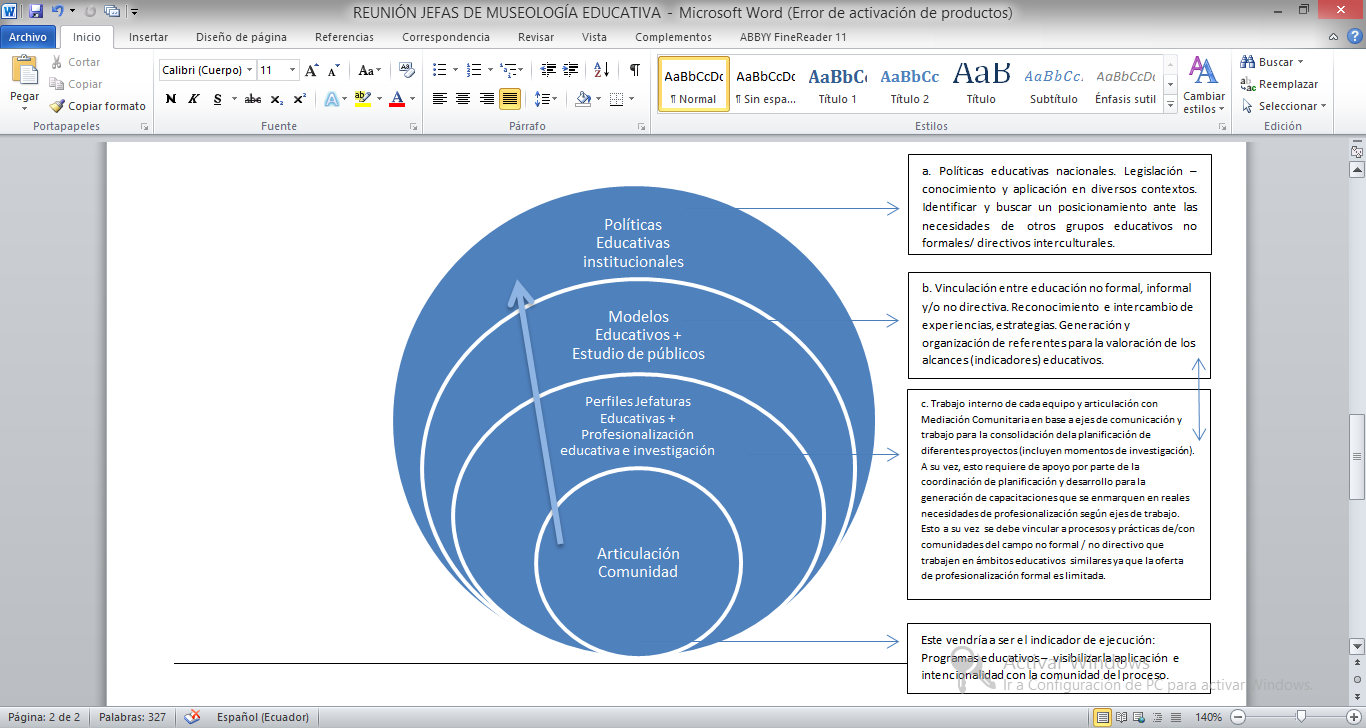 REUNIÓN JEFAS DE MUSEOLOGÍA EDUCATIVA - Microsoft Word (Error de activación de productos)
Archivo Inicio Insertar Diseño de página Referencias Correspondencia Revisar Vista Complementos ABBYY FineReader 11
Pegar
Cortar
Copiar
Copiar formato
Portapapeles
Calibri (Cuerpo) 11
N K S abc x₂ x²
Fuente
Párrafo
AaBbCcDc AaBbCcDc AaBbC AaBbCc AaB AaBbCc. AaBbCcDc
¶ Normal ¶ Sin espa... Título 1 Título 2 Título Subtítulo Énfasis sutil
Estilos
Cambiar
estilos
Buscar
Reemplazar
Seleccionar
Edición
Políticas
Educativas
institucionales
Modelos
Educativos +
Estudio de públicos
Perfiles Jefaturas
Educativas +
Profesionalización
educativa e investigación
Articulación
Comunidad
a. Políticas educativas nacionales. Legislación –
conocimiento y aplicación en diversos contextos.
Identificar y buscar un posicionamiento ante las
necesidades de otros grupos educativos no
formales/ directivos interculturales.
b. Vinculación entre educación no formal, informal
y/o no directiva. Reconocimiento e intercambio de
experiencias, estrategias. Generación y
organización de referentes para la valoración de los
alcances (indicadores) educativos.
c. Trabajo interno de cada equipo y articulación con
Mediación Comunitaria en base a ejes de comunicación y
trabajo para la consolidación dela planificación de
diferentes proyectos (incluyen momentos de investigación).
A su vez, esto requiere de apoyo por parte de la
coordinación de planificación y desarrollo para la
generación de capacitaciones que se enmarquen en reales
necesidades de profesionalización según ejes de trabajo.
Esto a su vez se debe vincular a procesos y prácticas de/con
comunidades del campo no formal / no directivo que
trabajen en ámbitos educativos similares ya que la oferta
de profesionalización formal es limitada.
Este vendría a ser el indicador de ejecución:
Programas educativos – visibilizar la aplicación e
intencionalidad con la comunidad del proceso.
Activar Windows
Ir a Configuración de PC para activar Windows.
Página: 2 de 2 Palabras: 327 Español (Ecuador) 140%